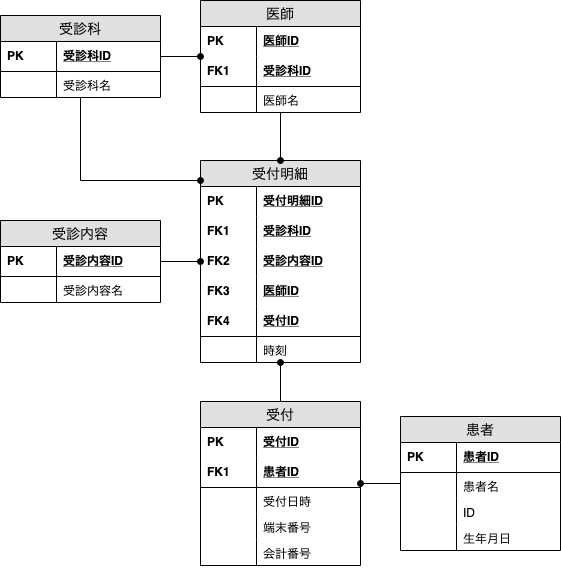 受診科
PK 受診科ID
受診科名
医師
PK 医師ID
FK1 受診科ID
医師名
受付明細
PK 受付明細ID
FK1 受診科ID
FK2 受診内容ID
FK3 医師ID
FK4 受付ID
時刻
受診内容
PK 受診内容ID
受診内容名
受付
PK 受付ID
FK1 患者ID
受付日時
端末番号
会計番号
患者
PK 患者ID
患者名
ID
生年月日